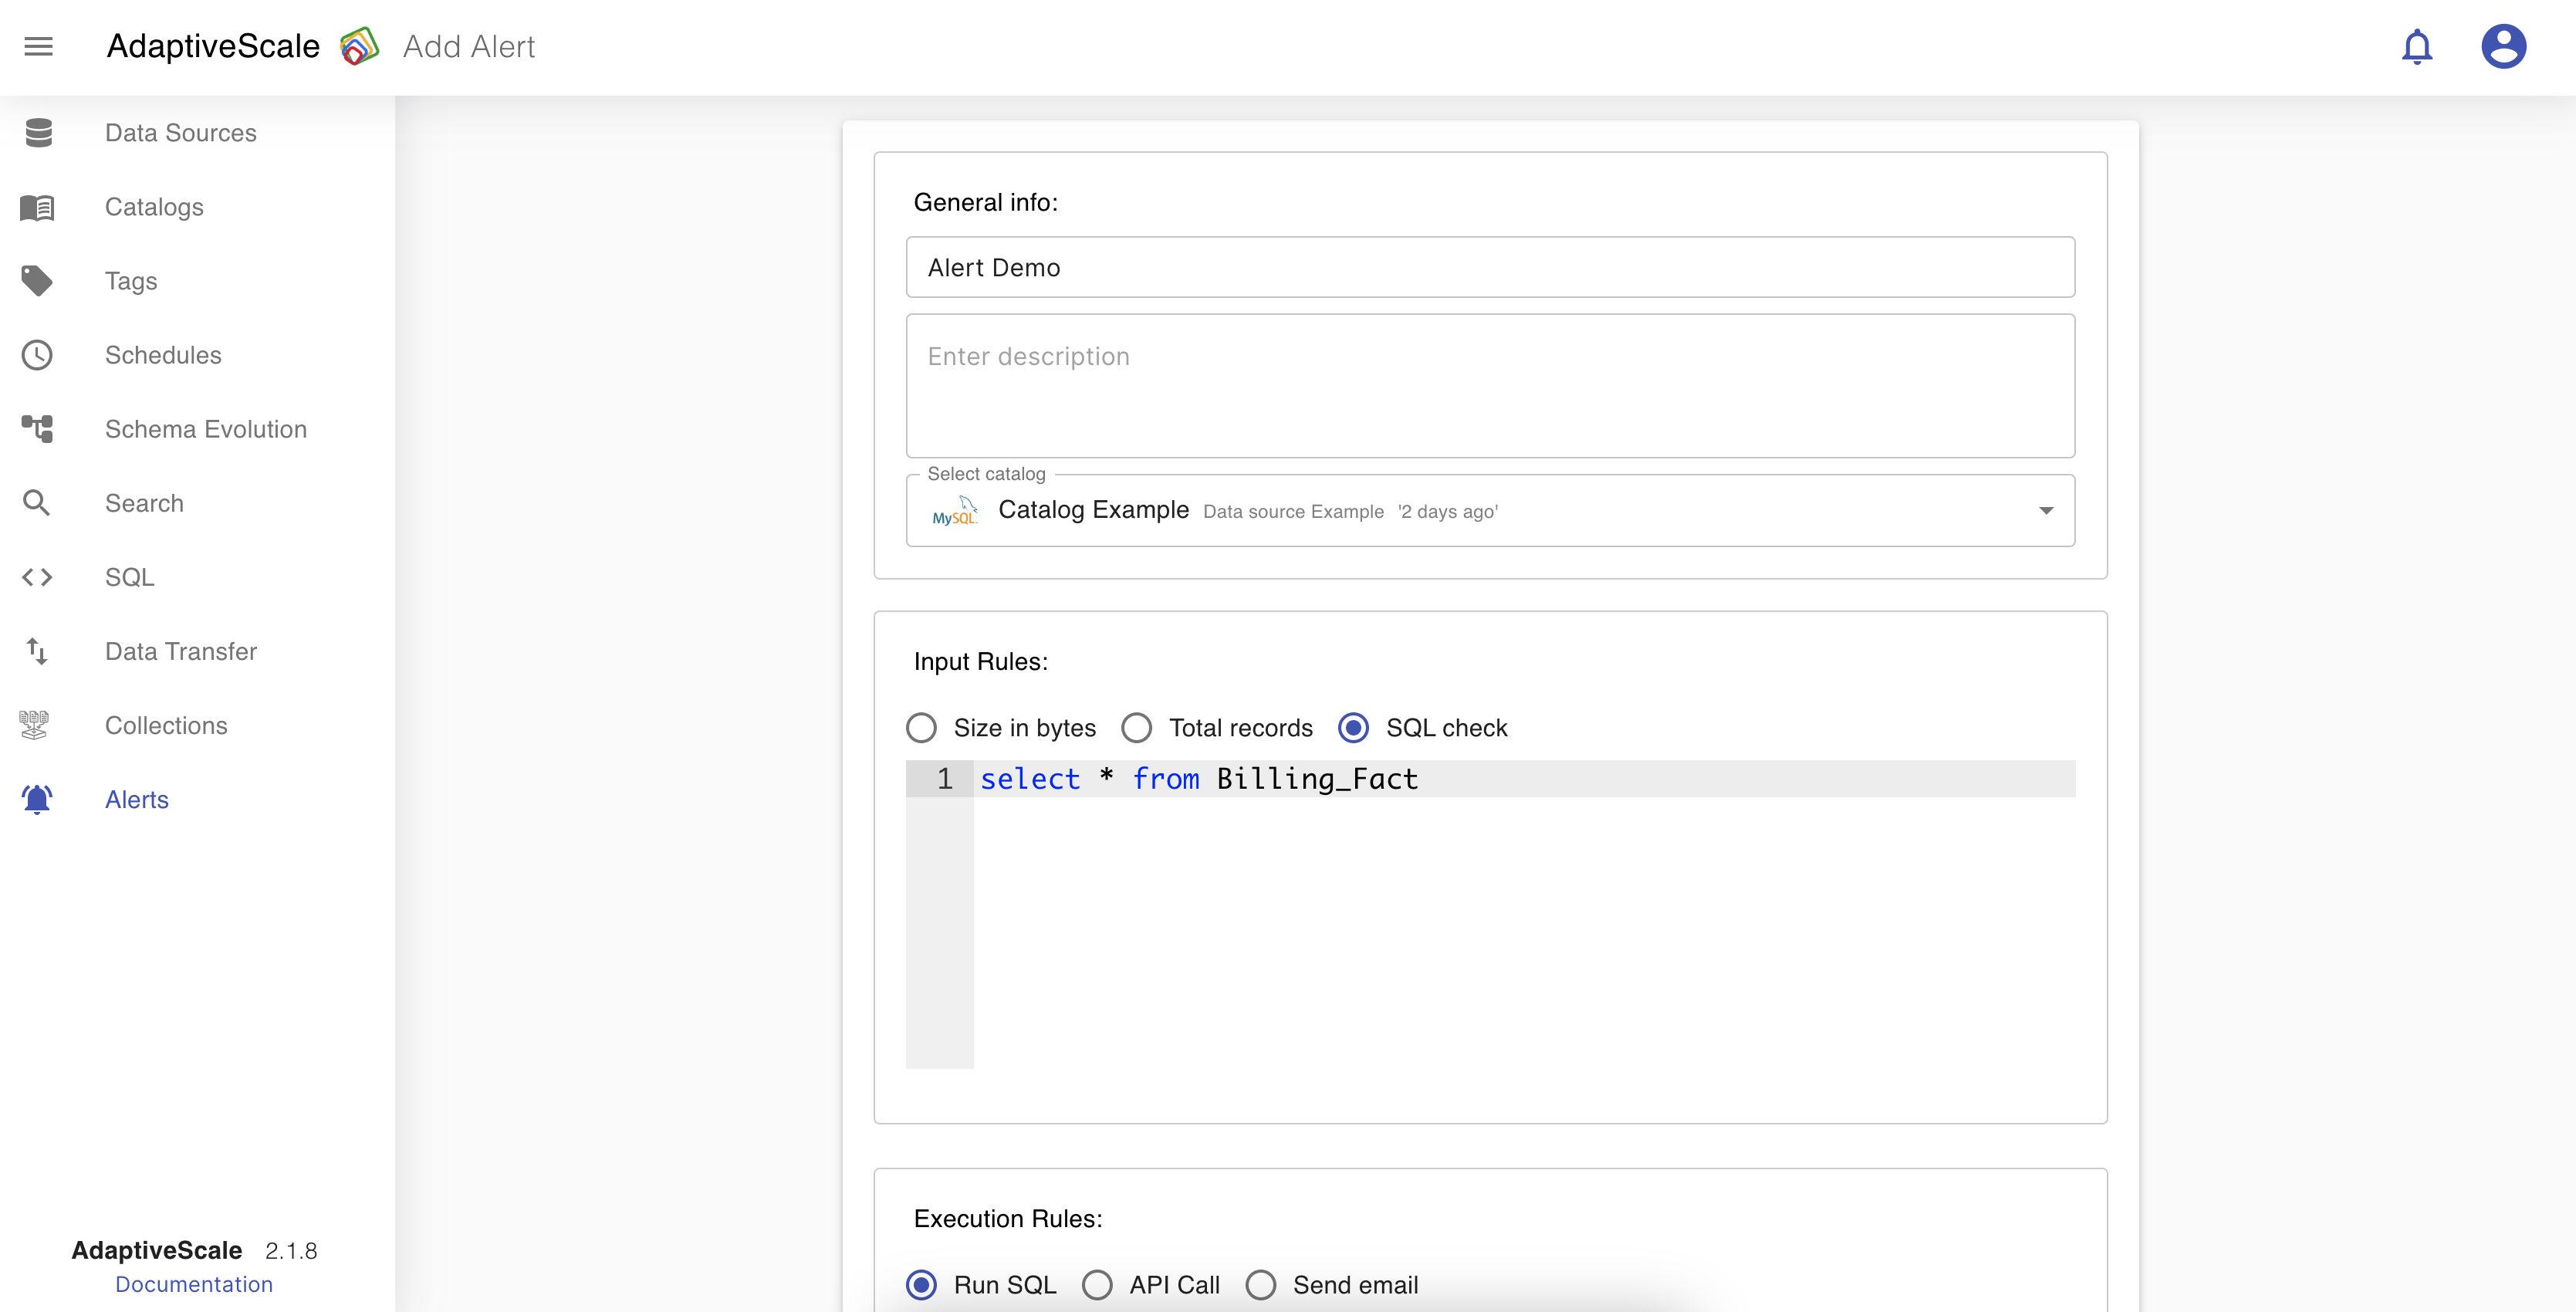 AdaptiveScale Add Alert
Data Sources
Catalogs
Tags
Schedules
Schema Evolution
Search
SQL
Data Transfer
Collections
Alerts
AdaptiveScale 2.1.8
Documentation
General info:
Alert Demo
Enter description
Select catalog
MySQL Catalog Example Data source Example '2 days ago'
Input Rules:
Size in bytes Total records SQL check
1 select * from Billing_Fact
Execution Rules:
Run SQL API Call Send email